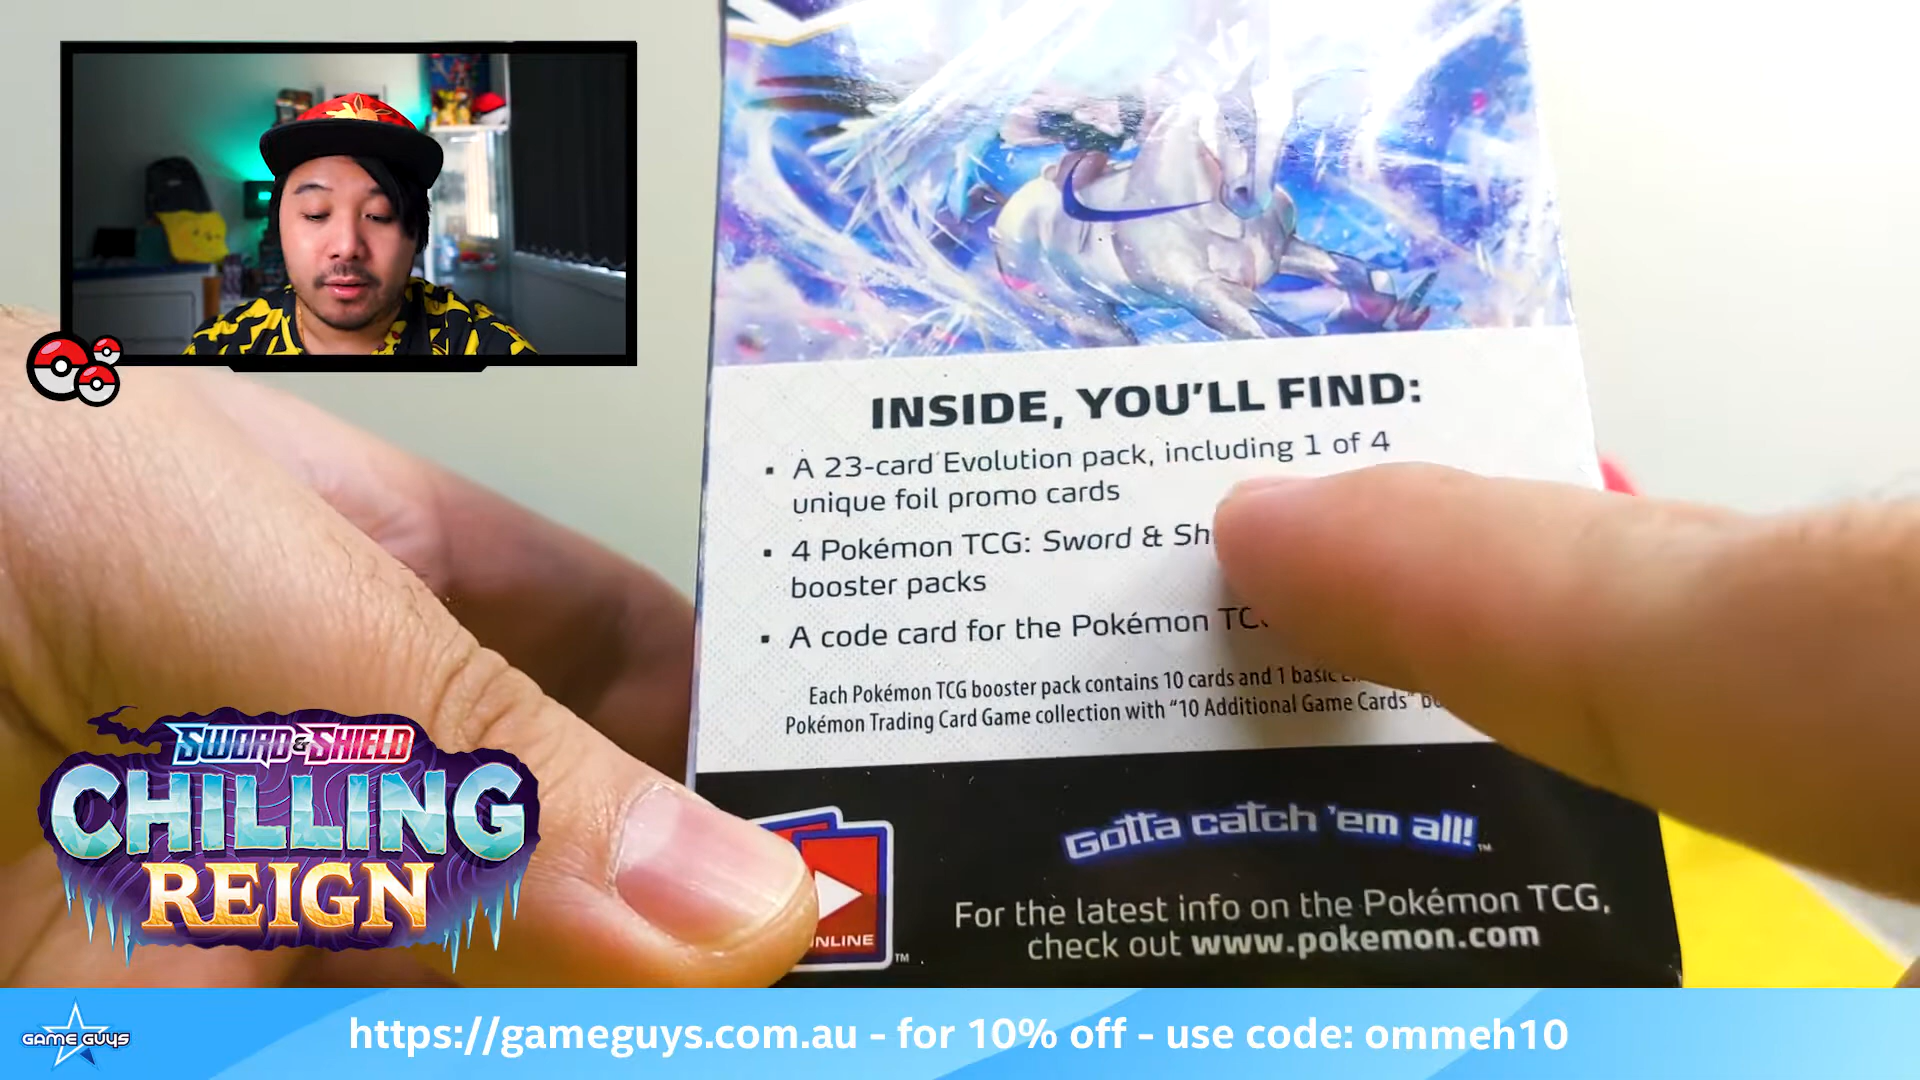 INSIDE, YOU'LL FIND:
▪ A 23-card Evolution pack, including 1 of 4
unique foil promo cards
▪ 4 Pokémon TCG: Sword & Sh
booster packs
▪ A code card for the Pokémon TC
Each Pokémon TCG booster pack contains 10 cards and 1 basic
Pokémon Trading Card Game collection with "10 Additional Game Cards"
SWORD & SHIELD
CHILLING
REIGN
Gotta catch 'em all!™
NLINE ™
For the latest info on the Pokémon TCG,
check out www.pokemon.com
GAME GUYS
https://gameguys.com.au - for 10% off - use code: ommeh10